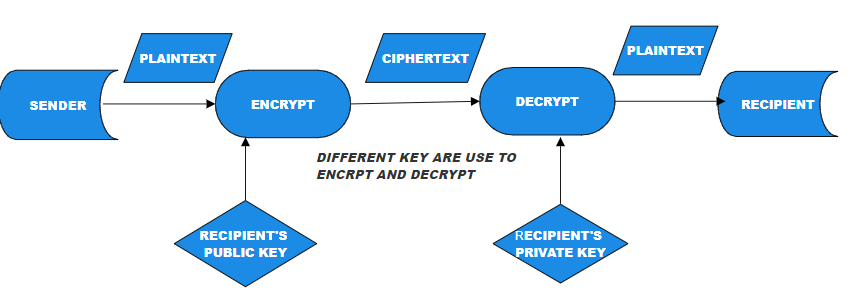 PLAINTEXT
CIPHERTEXT
PLAINTEXT
SENDER
ENCRYPT
DECRYPT
RECIPIENT
DIFFERENT KEY ARE USE TO
ENCRPT AND DECRYPT
RECIPIENT'S
PUBLIC KEY
RECIPIENT'S
PRIVATE KEY